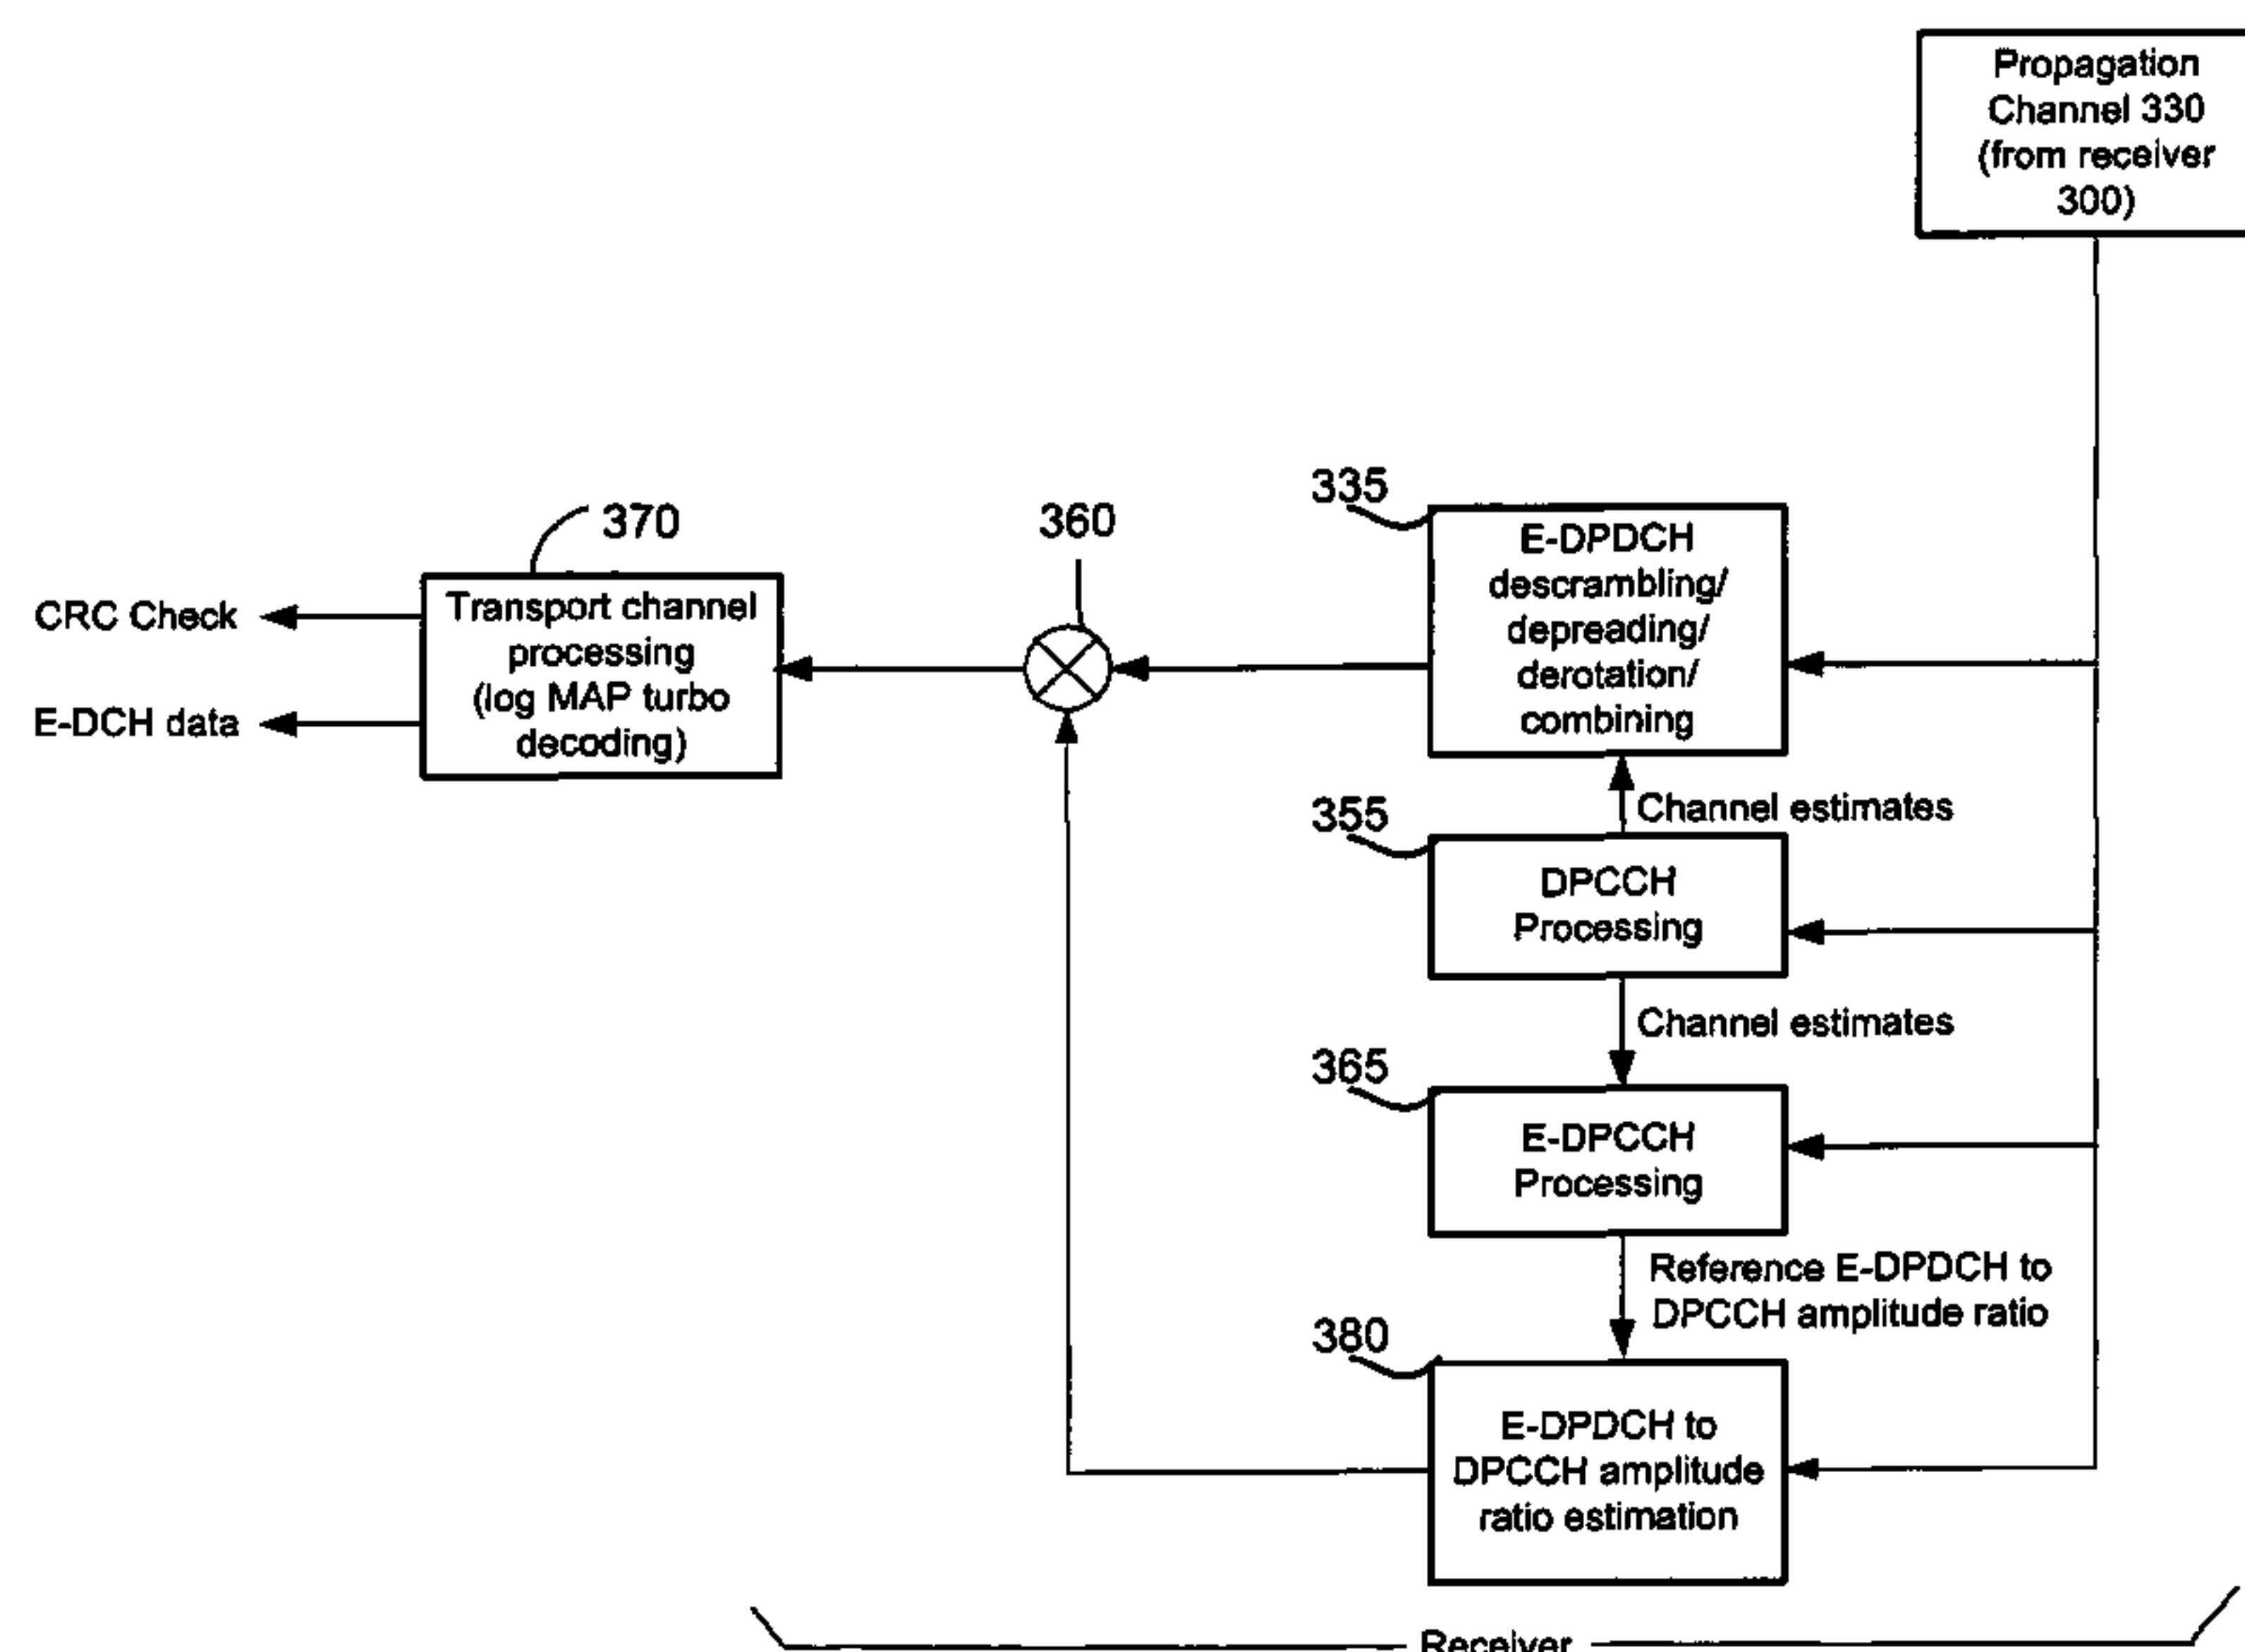 Propagation
Channel 330
(from receiver
300)
335
370
360
E-DPDCH
descrambling/
depreading/
derotation/
combining
Transport channel
processing
(log MAP turbo
decoding)
CRC Check
E-DCH data
Channel estimates
355
DPCCH
Processing
Channel estimates
365
E-DPCCH
Processing
Reference E-DPDCH to
DPCCH amplitude ratio
380
E-DPDCH to
DPCCH amplitude
ratio estimation
Receiver